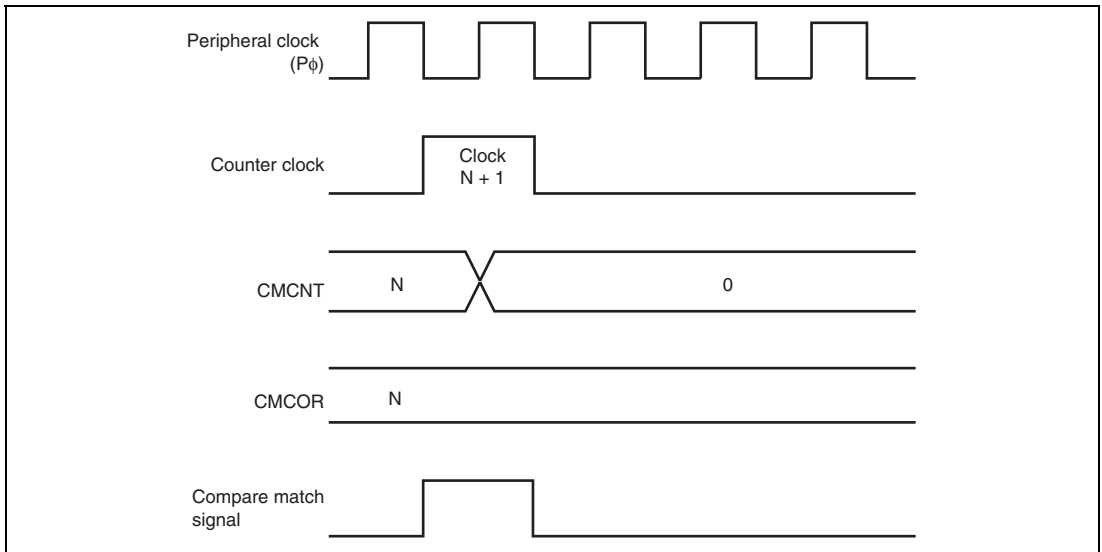 Peripheral clock
(Pϕ)
Counter clock
Clock
N + 1
CMCNT
N
0
CMCOR
N
Compare match
signal